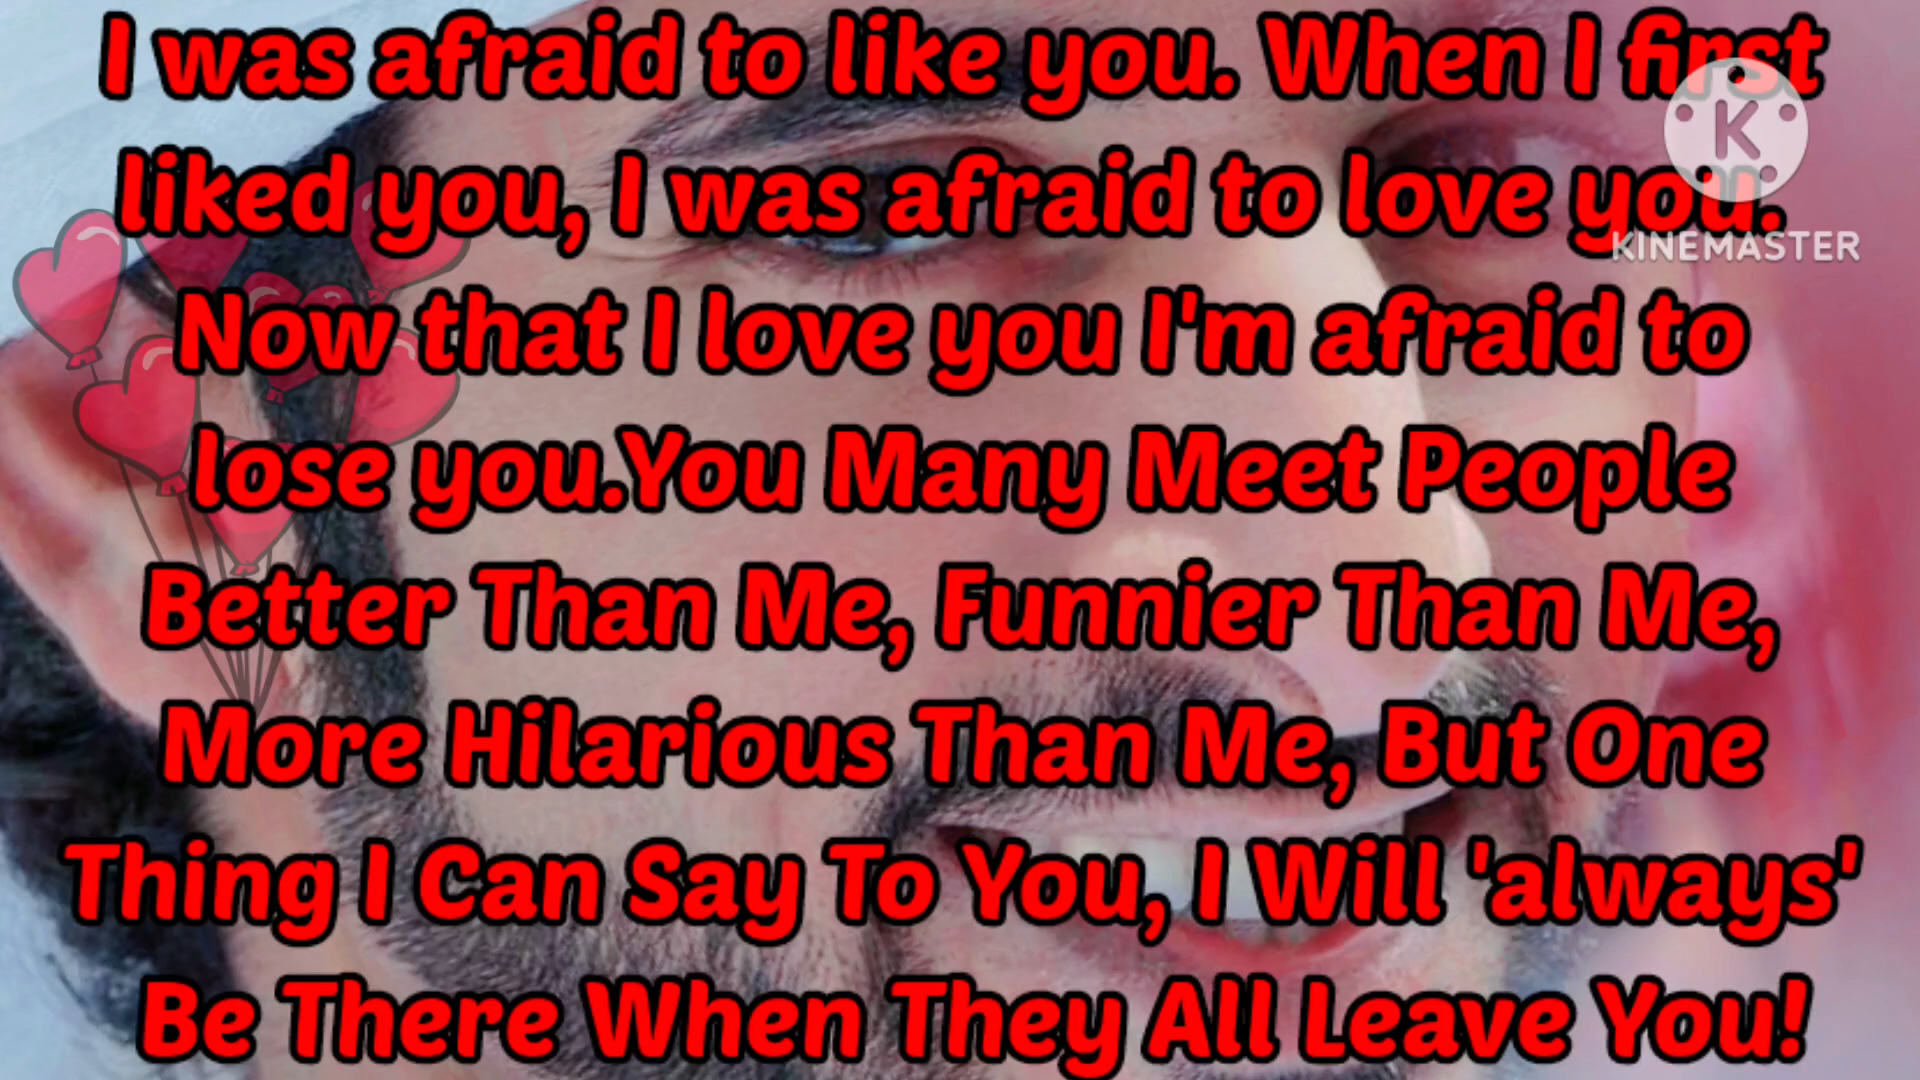 I was afraid to like you. When I first
liked you, I was afraid to love you.
Now that I love you I'm afraid to
lose you.You Many Meet People
Better Than Me, Funnier Than Me,
More Hilarious Than Me, But One
Thing I Can Say To You, I Will 'always'
Be There When They All Leave You!
K
KINEMASTER